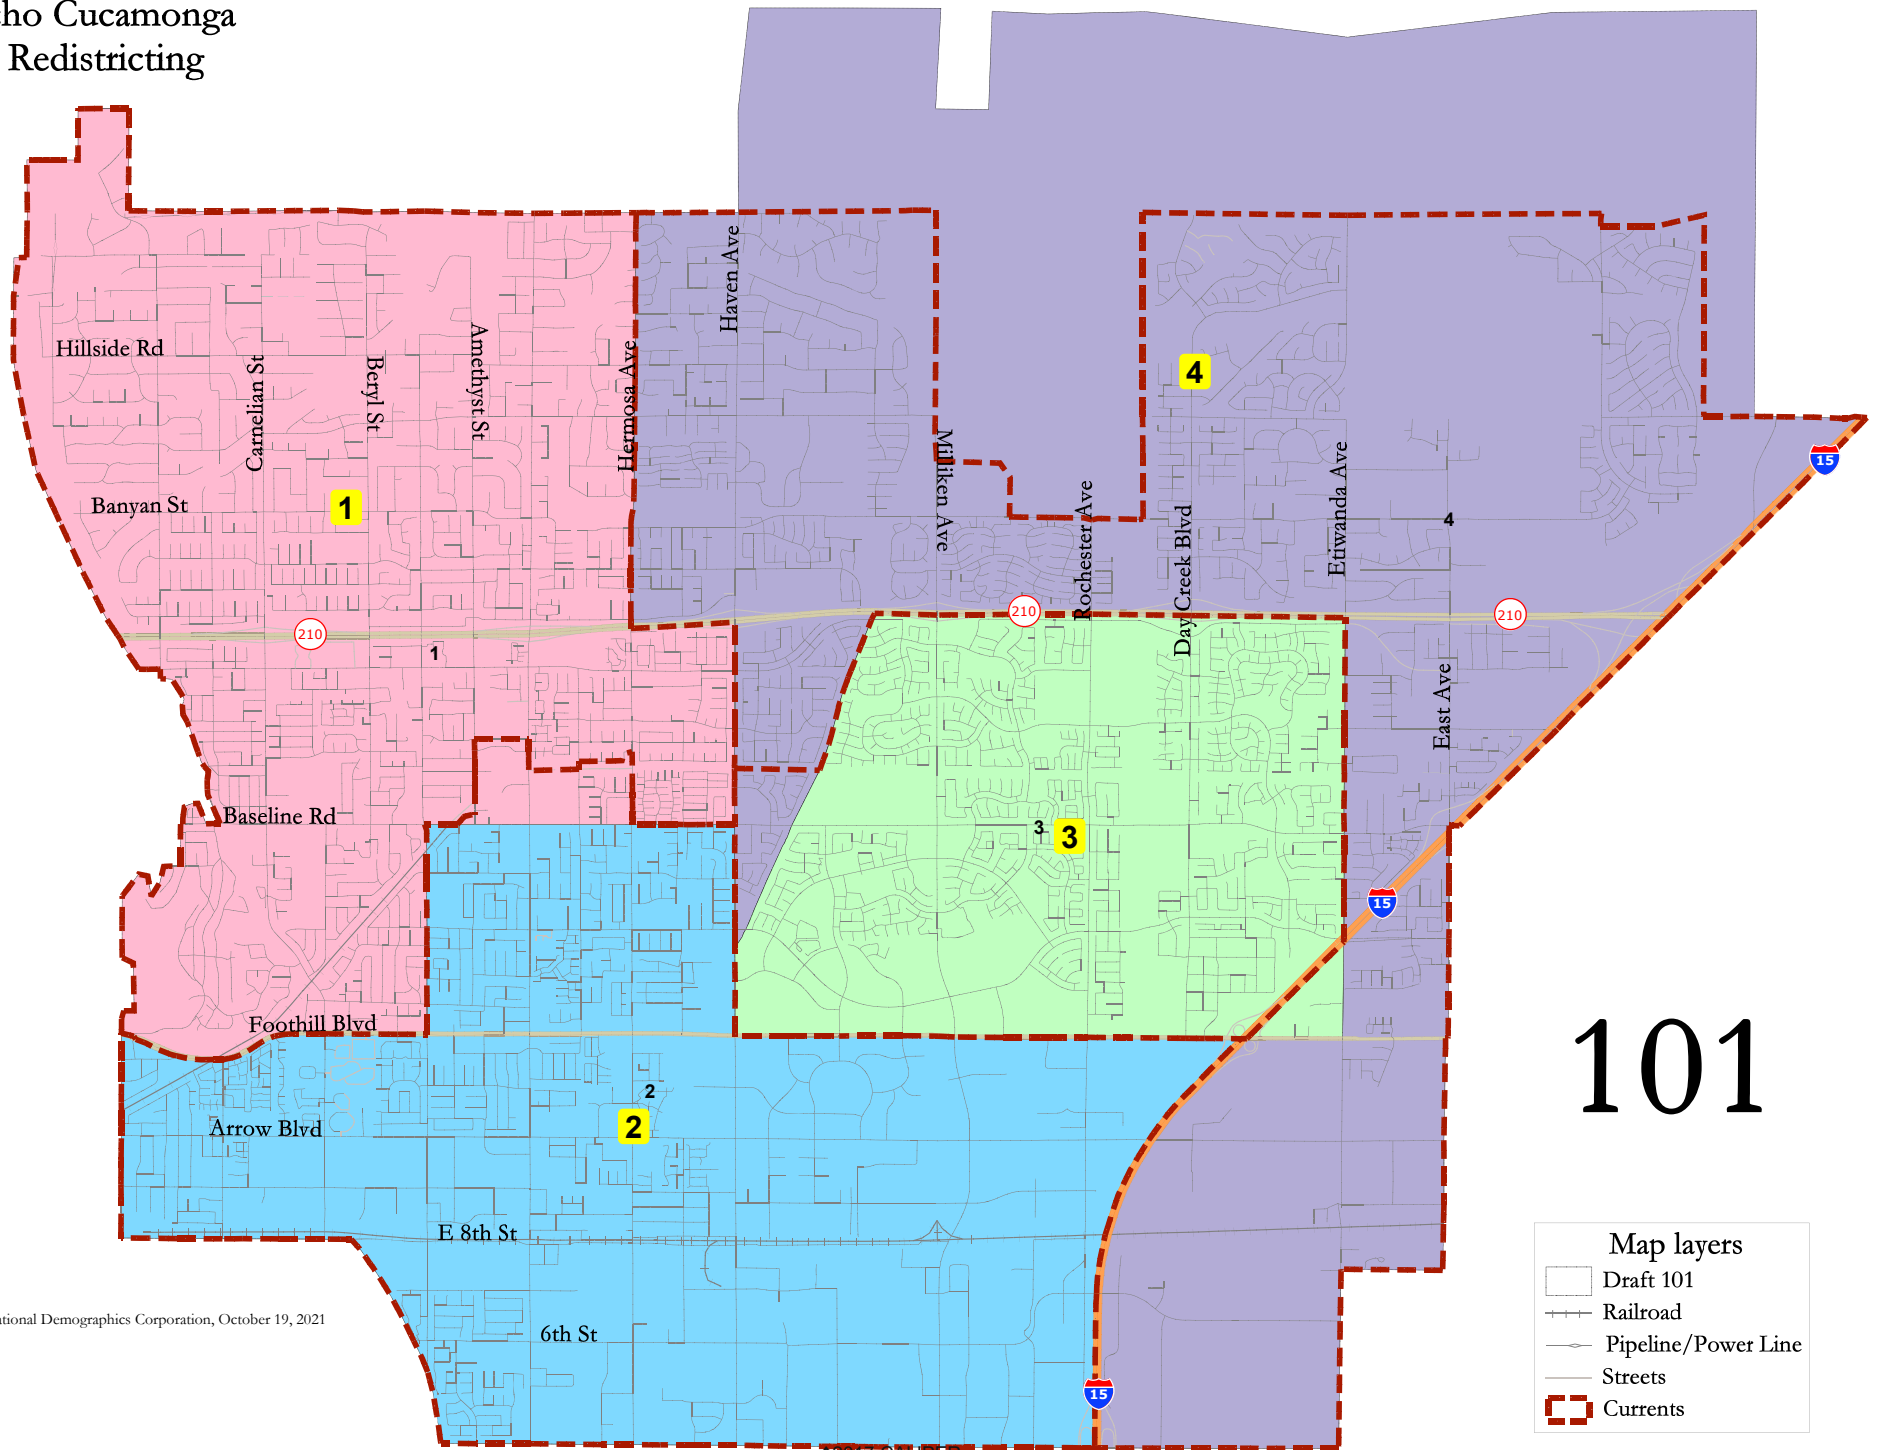 ho Cucamonga
Redistricting
Haven Ave
Hillside Rd
Carnelian St
Beryl St
Amethyst St
Hermosa Ave
4
15
Banyan St
1
Milliken Ave
Rochester Ave
Day Creek Blvd
Etiwanda Ave
4
210
210
210
1
East Ave
Baseline Rd
3
3
15
Foothill Blvd
101
2
2
Arrow Blvd
E 8th St
6th St
15
Map layers
Draft 101
Railroad
Pipeline/Power Line
Streets
Currents
tional Demographics Corporation, October 19, 2021